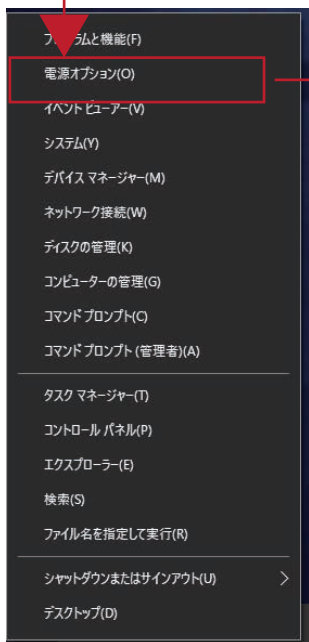 プログラムと機能(F)
電源オプション(O)
イベント ビューアー(V)
システム(Y)
デバイス マネージャー(M)
ネットワーク接続(W)
ディスクの管理(K)
コンピューターの管理(G)
コマンド プロンプト(C)
コマンド プロンプト (管理者)(A)
タスク マネージャー(T)
コントロール パネル(P)
エクスプローラー(E)
検索(S)
ファイル名を指定して実行(R)
シャットダウンまたはサインアウト(U)
デスクトップ(D)